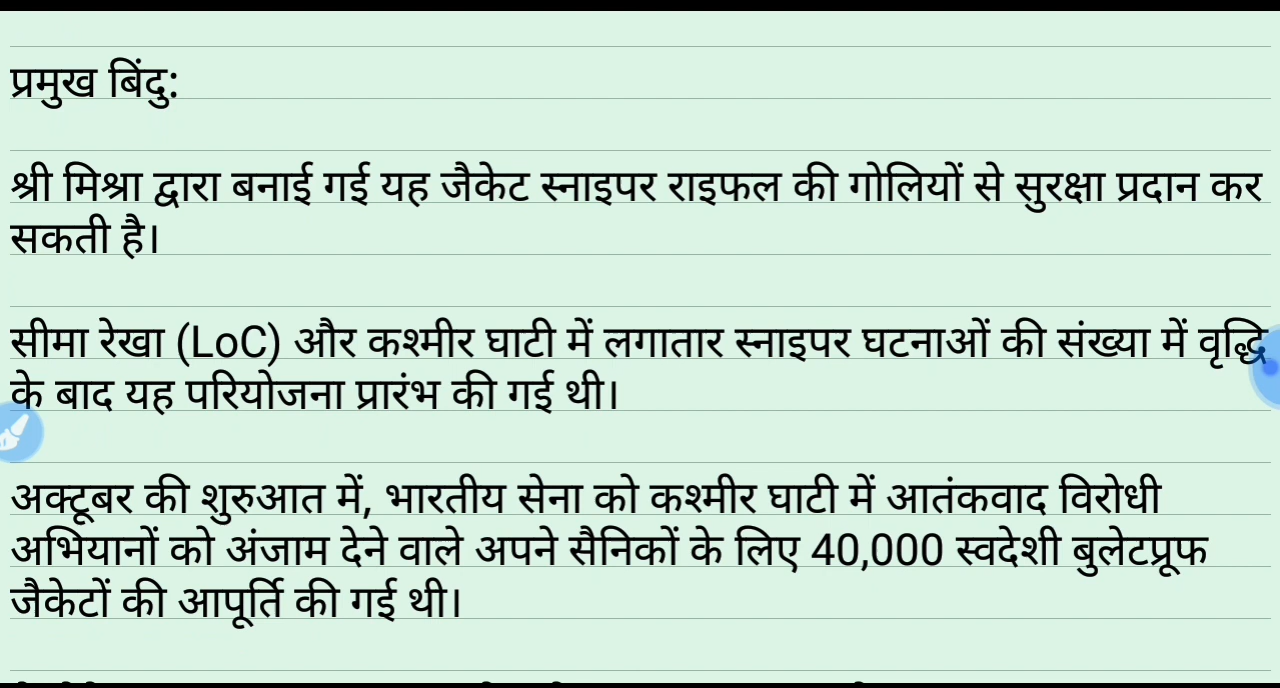 प्रमुख बिंदु:
श्री मिश्रा द्वारा बनाई गई यह जैकेट स्नाइपर राइफल की गोलियों से सुरक्षा प्रदान कर
सकती है।
सीमा रेखा (LoC) और कश्मीर घाटी में लगातार स्नाइपर घटनाओं की संख्या में वृद्धि
के बाद यह परियोजना प्रारंभ की गई थी।
अक्टूबर की शुरुआत में, भारतीय सेना को कश्मीर घाटी में आतंकवाद विरोधी
अभियानों को अंजाम देने वाले अपने सैनिकों के लिए 40,000 स्वदेशी बुलेटप्रूफ
जैकेटों की आपूर्ति की गई थी।